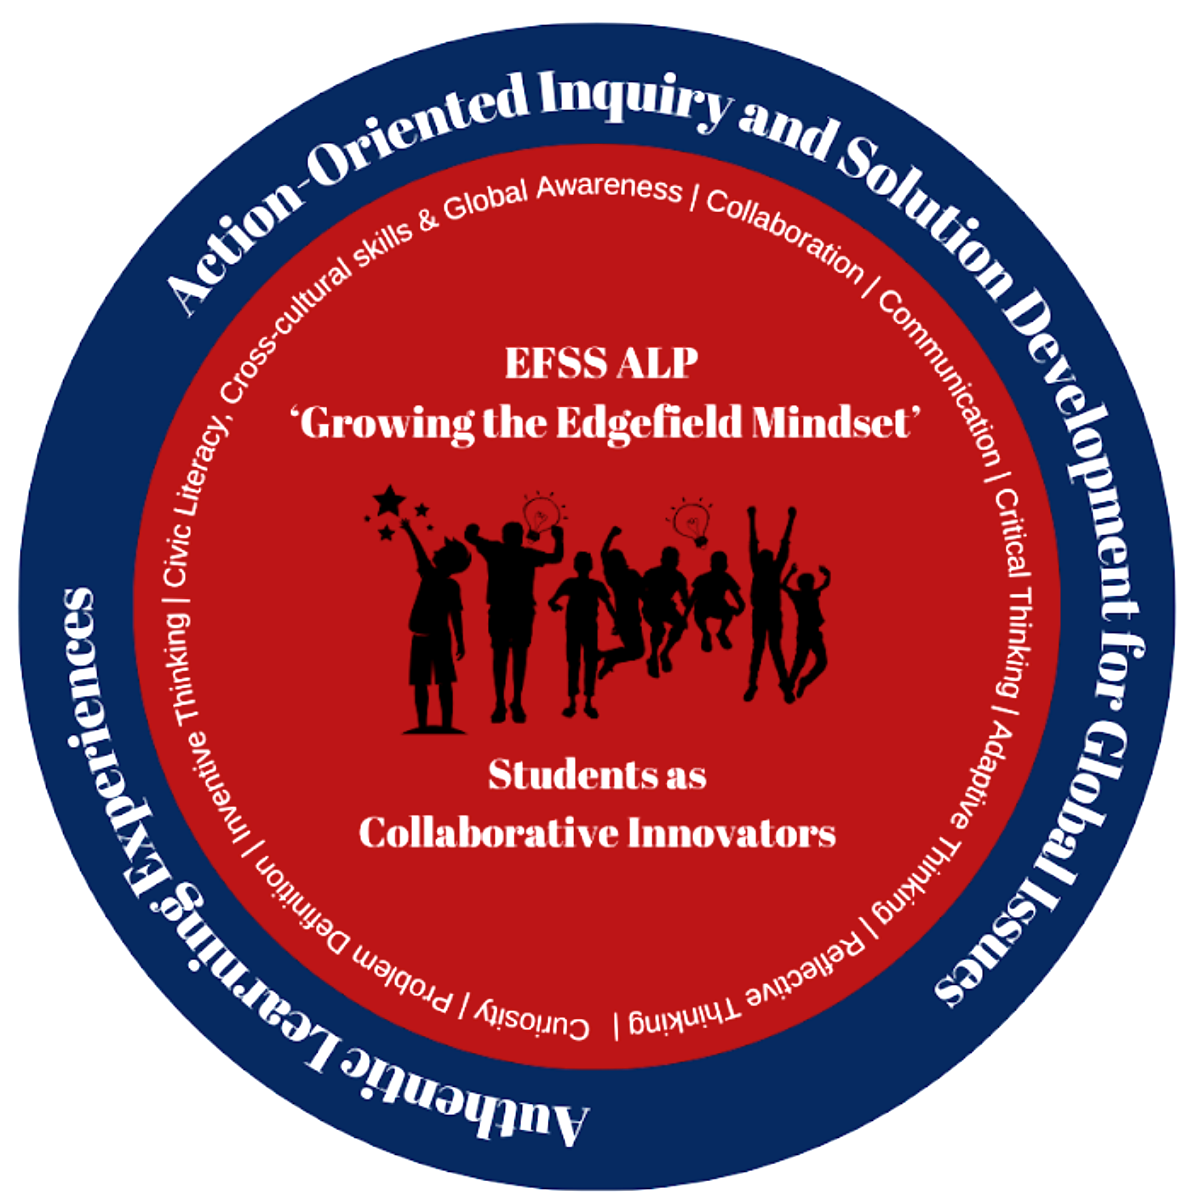 Action-Oriented Inquiry and Solution Development for Global Issues
Authentic Learning Experiences
Civic Literacy, Cross-cultural skills & Global Awareness | Collaboration | Communication | Critical Thinking | Adaptive Thinking | Reflective Thinking | Curiosity | Problem Definition | Inventive Thinking |
EFSS ALP
‘Growing the Edgefield Mindset’
Students as
Collaborative Innovators